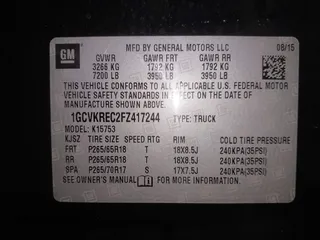 GM
MFD BY GENERAL MOTORS LLC 08/15
GVWR GAWR FRT GAWR RR
3266 KG 1792 KG 1792 KG
7200 LB 3950 LB 3950 LB
THIS VEHICLE CONFORMS TO ALL APPLICABLE U.S. FEDERAL MOTOR
VEHICLE SAFETY STANDARDS IN EFFECT ON THE DATE OF
MANUFACTURE SHOWN ABOVE.
1GCVKREC2FZ417244 TYPE: TRUCK
MODEL: K15753
KJSZ TIRE SIZE SPEED RTG RIM COLD TIRE PRESSURE
FRT P265/65R18 T 18X8.5J 240KPA(35PSI)
RR P265/65R18 T 18X8.5J 240KPA(35PSI)
SPA P265/70R17 S 17X7.5J 240KPA(35PSI)
SEE OWNER'S MANUAL FOR ADDITIONAL INFORMATION